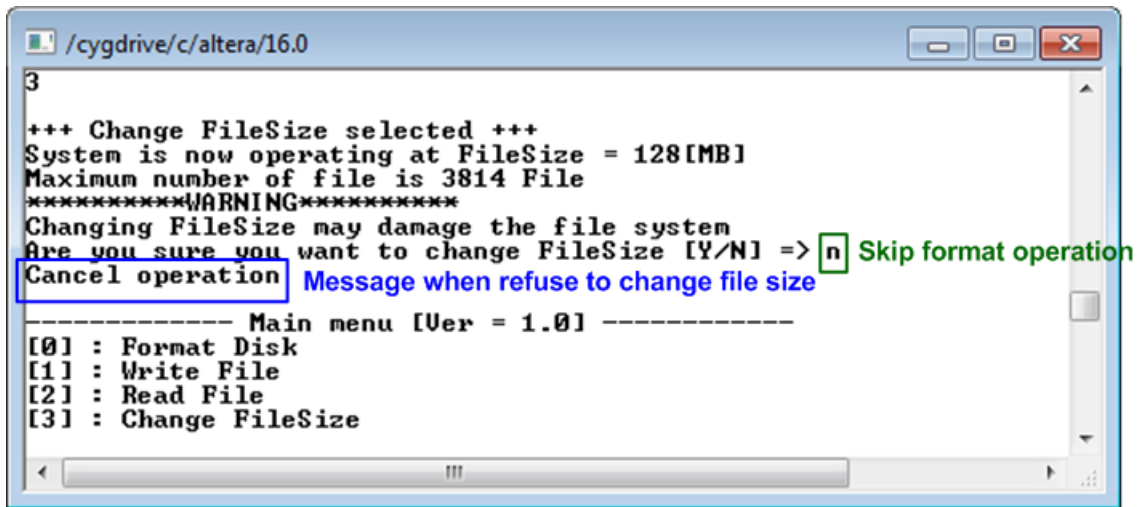 /cygdrive/c/altera/16.0
3
+++ Change FileSize selected +++
System is now operating at FileSize = 128[MB]
Maximum number of file is 3814 File
**********WARNING**********
Changing FileSize may damage the file system
Are you sure you want to change FileSize [Y/N] => n Skip format operation
Cancel operation Message when refuse to change file size
------------- Main menu [Ver = 1.0] -------------
[0] : Format Disk
[1] : Write File
[2] : Read File
[3] : Change FileSize